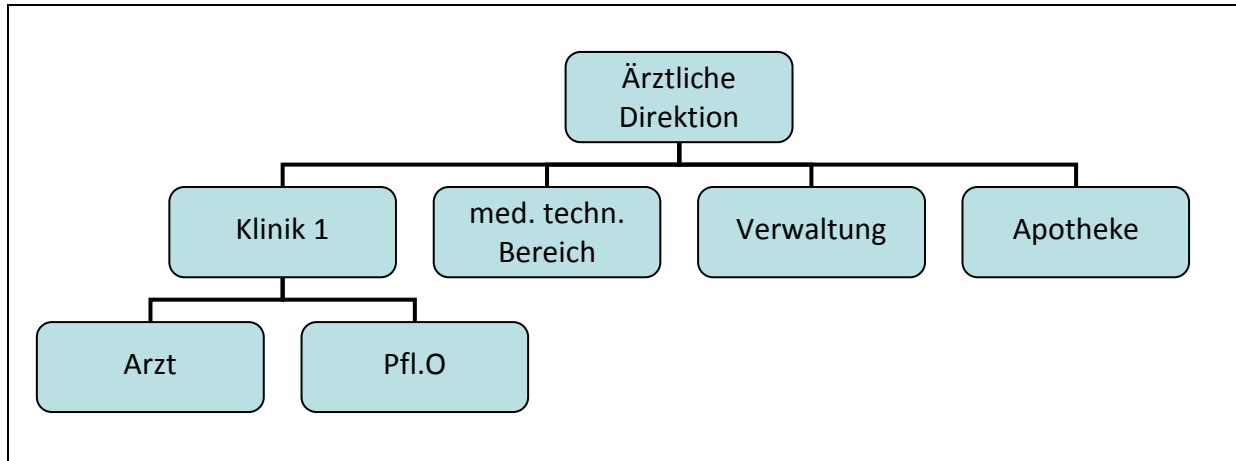 Ärztliche
Direktion
Klinik 1
med. techn.
Bereich
Verwaltung
Apotheke
Arzt
Pfl.O